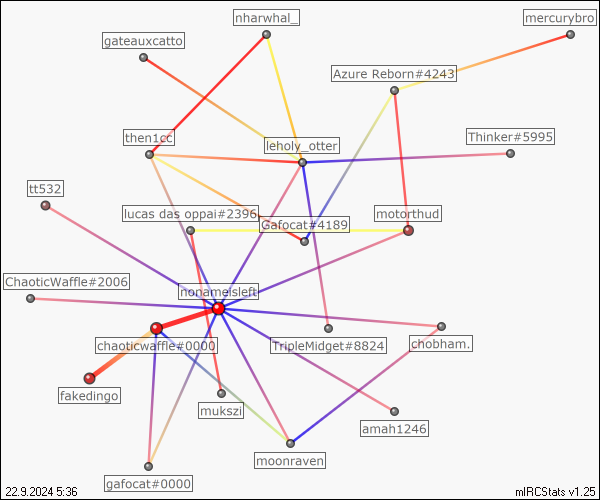 nharwhal_
mercurybro
gateauxcatto
Azure Reborn#4243
then1cc
leholy_otter
Thinker#5995
tt532
lucas das oppai#2396
Gafocat#4189
motorthud
ChaoticWaffle#2006
nonameisleft
chaoticwaffle#0000
TripleMidget#8824
chobham.
fakedingo
mukszi
amah1246
moonraven
gafocat#0000
22.9.2024 5:36
mIRCStats v1.25